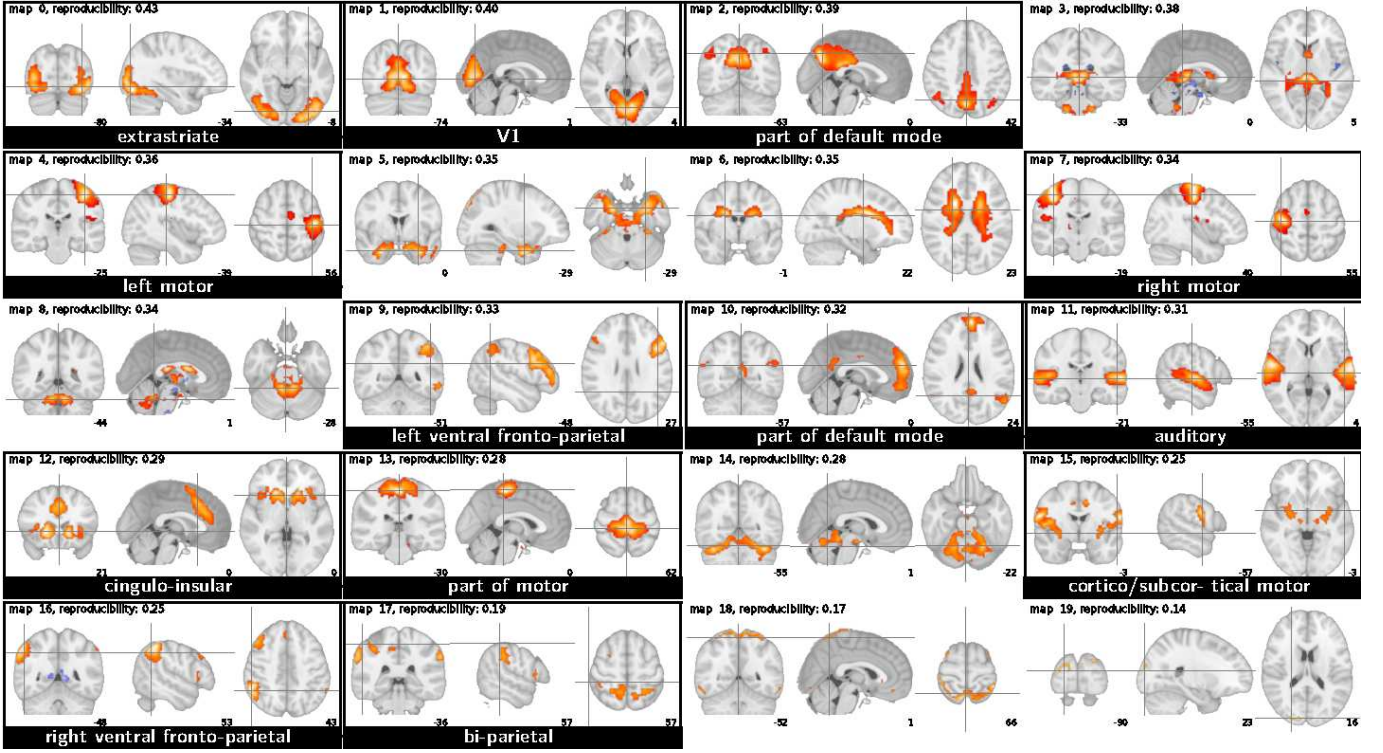 map 0, reproducibility: 0.43
-80 -34 -8
extrastriate
map 1, reproducibility: 0.40
-74 1 4
V1
map 2, reproducibility: 0.39
-63 0 42
part of default mode
map 3, reproducibility: 0.38
-33 0 5
map 4, reproducibility: 0.36
-25 -39 56
left motor
map 5, reproducibility: 0.35
0 -29 -29
map 6, reproducibility: 0.35
-1 22 23
map 7, reproducibility: 0.34
-19 40 55
right motor
map 8, reproducibility: 0.34
-44 1 -28
map 9, reproducibility: 0.33
-51 -48 27
left ventral fronto-parietal
map 10, reproducibility: 0.32
-57 0 24
part of default mode
map 11, reproducibility: 0.31
-21 -55 4
auditory
map 12, reproducibility: 0.29
21 0 0
cingulo-insular
map 13, reproducibility: 0.28
-30 0 62
part of motor
map 14, reproducibility: 0.28
-55 1 -22
map 15, reproducibility: 0.25
-3 -57 -3
cortico/subcor- tical motor
map 16, reproducibility: 0.25
-48 53 43
right ventral fronto-parietal
map 17, reproducibility: 0.19
-36 57 57
bi-parietal
map 18, reproducibility: 0.17
-57 1 66
map 19, reproducibility: 0.14
-90 23 16